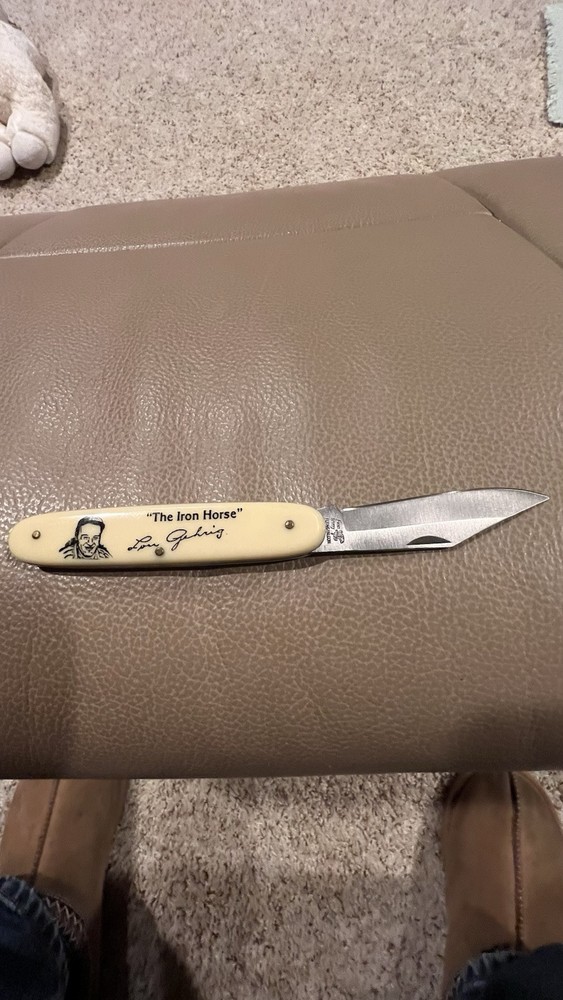 "The Iron Horse"
Lou Gehrig